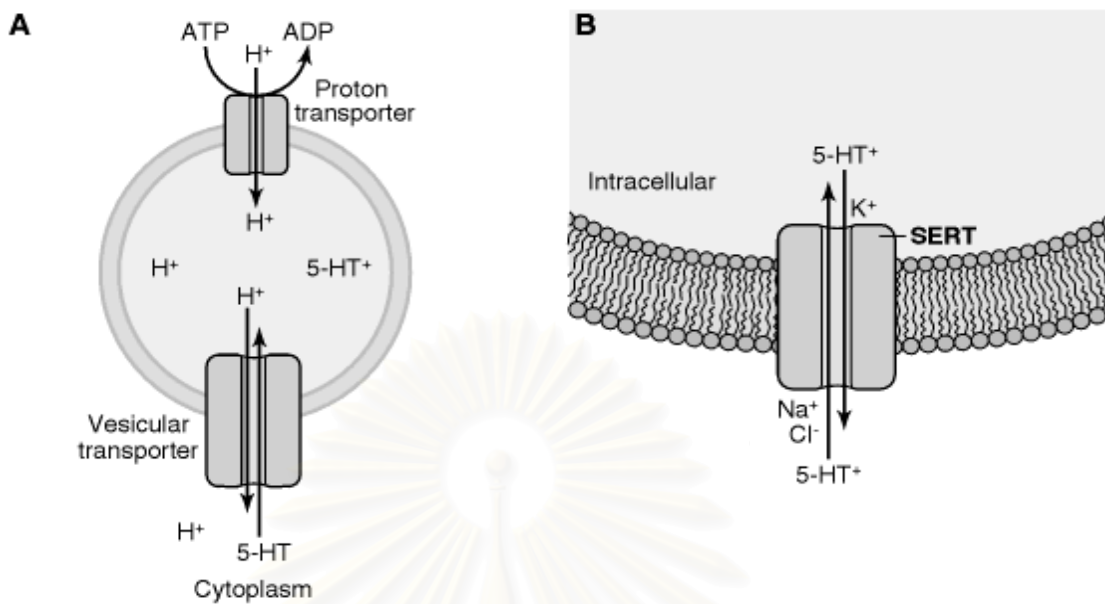 A
ATP ADP
H⁺
Proton
transporter
H⁺
H⁺ 5-HT⁺
H⁺
Vesicular
transporter
H⁺
5-HT
Cytoplasm
B
5-HT⁺
Intracellular
K⁺
SERT
Na⁺
Cl⁻
5-HT⁺